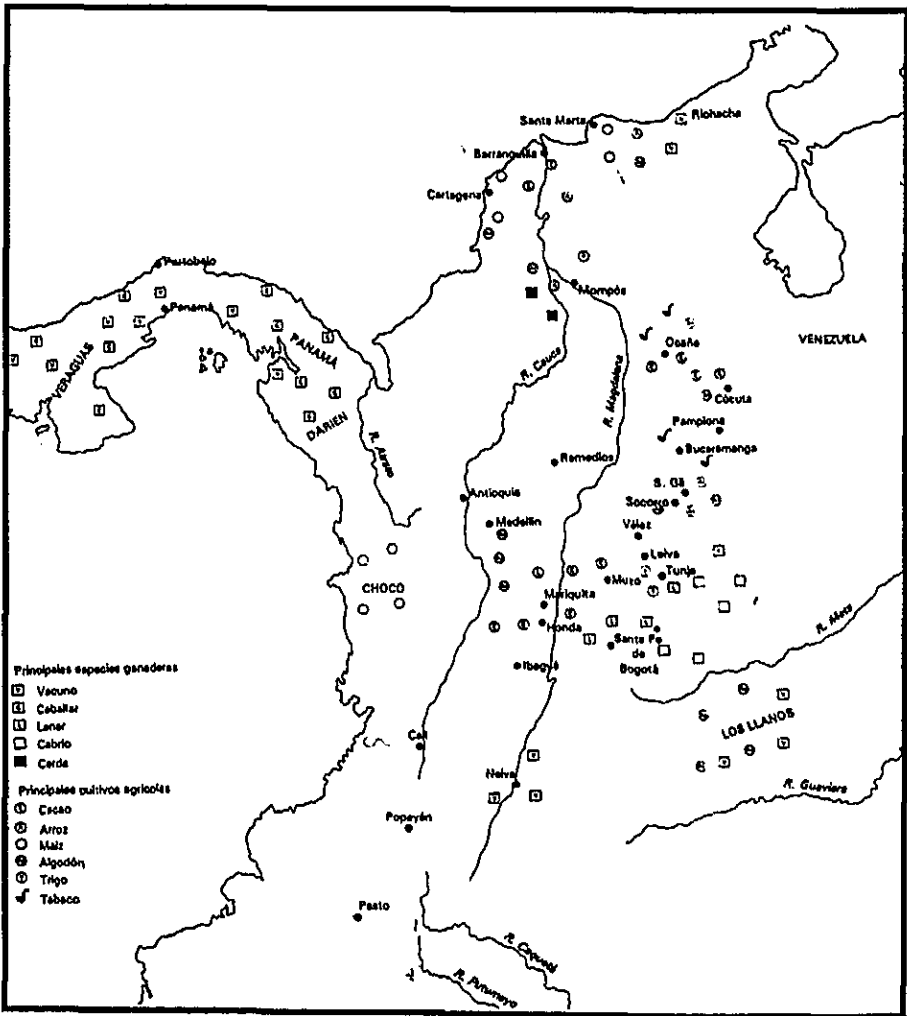 Santa Marta
Riohacha
Barranquilla
Cartagena
Portobelo
Panamá
Mompós
VENEZUELA
VERAGUAS
PANAMÁ
DARIEN
R. Cauca
R. Magdalena
Ocaña
Cúcuta
R. Atrato
Pamplona
Bucaramanga
Remedios
Antioquia
S. Gil
Socorro
Medellín
Vélez
Leiva
CHOCO
Muzo
Tunja
Mariquita
Honda
Santa Fe
de
Bogotá
R. Meta
Ibagué
LOS LLANOS
Cali
Neiva
R. Guaviare
Popayán
Pasto
R. Caquetá
R. Putumayo
Principales especies ganaderas
Vacuno
Caballar
Lanar
Cabrío
Cerda
Principales cultivos agrícolas
Cacao
Arroz
Maíz
Algodón
Trigo
Tabaco